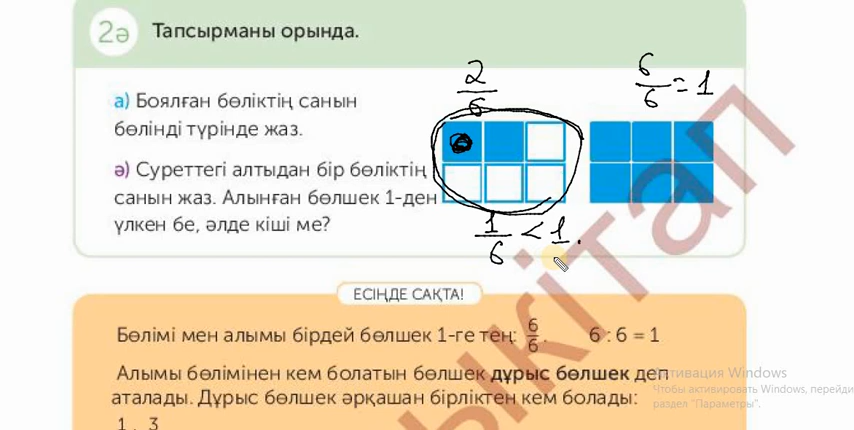 2ә Тапсырманы орында.
2/6
6/6 = 1
а) Боялған бөліктің санын
бөлінді түрінде жаз.
ә) Суреттегі алтыдан бір бөліктің
санын жаз. Алынған бөлшек 1-ден
үлкен бе, әлде кіші ме?
1/6 < 1.
ЕСІҢДЕ САҚТА!
Бөлімі мен алымы бірдей бөлшек 1-ге тең: 6/6. 6 : 6 = 1
Алымы бөлімінен кем болатын бөлшек дұрыс бөлшек деп
аталады. Дұрыс бөлшек әрқашан бірліктен кем болады:
1, 3
Активация Windows
Чтобы активировать Windows, перейди
раздел "Параметры".